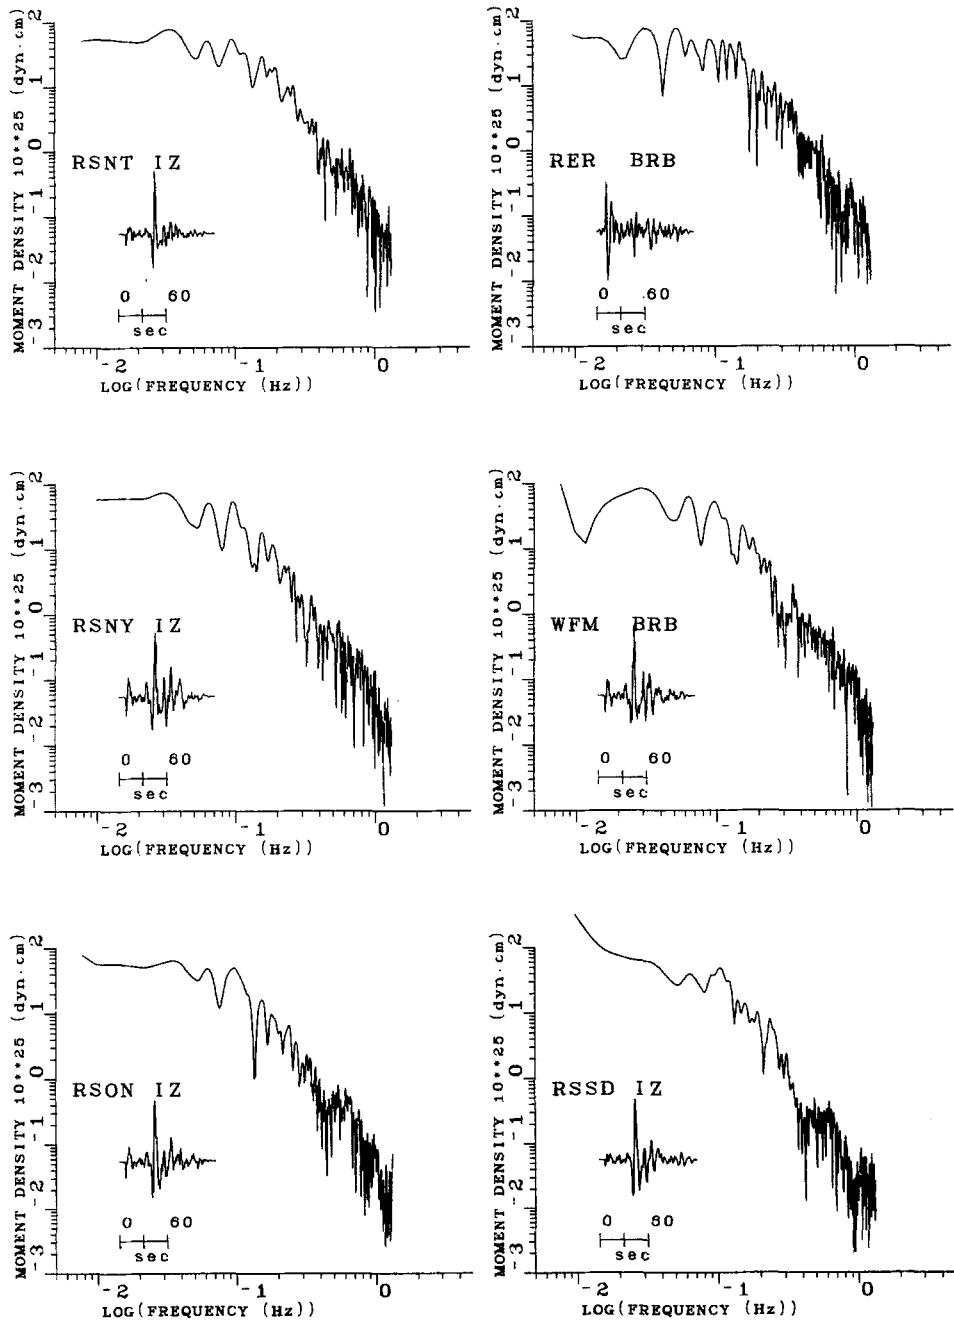 MOMENT DENSITY 10**25 (dyn·cm)
2
1
0
-1
-2
-3
RSNT IZ
0 60
sec
-2 -1 0
LOG(FREQUENCY (Hz))
MOMENT DENSITY 10**25 (dyn·cm)
2
1
0
-1
-2
-3
RER BRB
0 .60
sec
-2 -1 0
LOG(FREQUENCY (Hz))
MOMENT DENSITY 10**25 (dyn·cm)
2
1
0
-1
-2
-3
RSNY IZ
0 60
sec
-2 -1 0
LOG(FREQUENCY (Hz))
MOMENT DENSITY 10**25 (dyn·cm)
2
1
0
-1
-2
-3
WFM BRB
0 60
sec
-2 -1 0
LOG(FREQUENCY (Hz))
MOMENT DENSITY 10**25 (dyn·cm)
2
1
0
-1
-2
-3
RSON IZ
0 60
sec
-2 -1 0
LOG(FREQUENCY (Hz))
MOMENT DENSITY 10**25 (dyn·cm)
2
1
0
-1
-2
-3
RSSD IZ
0 60
sec
-2 -1 0
LOG(FREQUENCY (Hz))